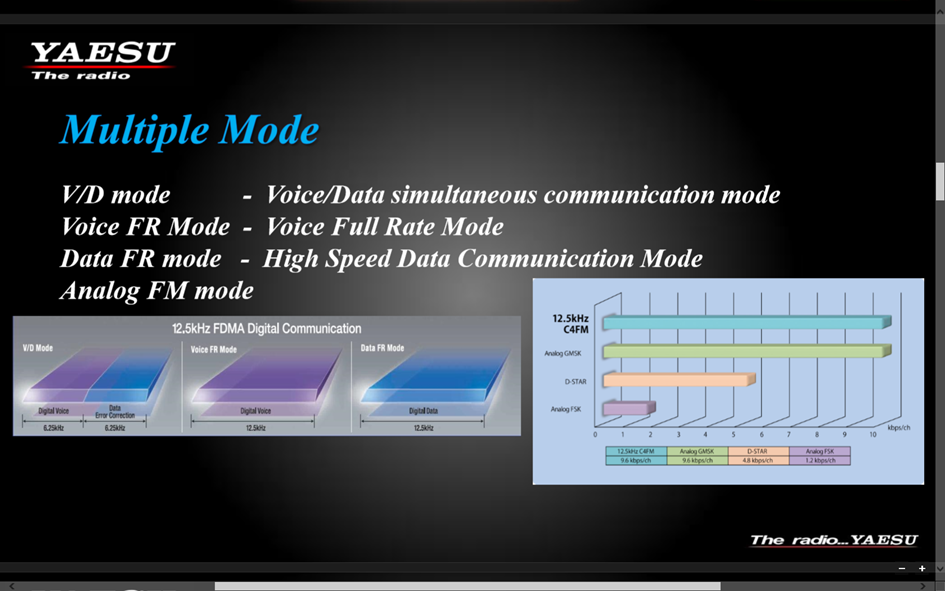 YAESU
The radio
Multiple Mode
V/D mode - Voice/Data simultaneous communication mode
Voice FR Mode - Voice Full Rate Mode
Data FR mode - High Speed Data Communication Mode
Analog FM mode
12.5kHz FDMA Digital Communication
V/D Mode
Digital Voice
Data
Error Correction
6.25kHz
6.25kHz
Voice FR Mode
Digital Voice
12.5kHz
Data FR Mode
Digital Data
12.5kHz
12.5kHz
C4FM
Analog GMSK
D-STAR
Analog FSK
0 1 2 3 4 5 6 7 8 9 10 kbps/ch
12.5kHz C4FM Analog GMSK D-STAR Analog FSK
9.6 kbps/ch 9.6 kbps/ch 4.8 kbps/ch 1.2 kbps/ch
The radio...YAESU